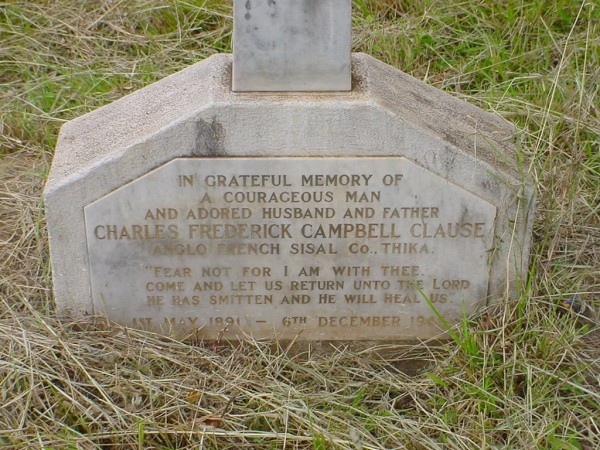 IN GRATEFUL MEMORY OF
A COURAGEOUS MAN
AND ADORED HUSBAND AND FATHER
CHARLES FREDERICK CAMPBELL CLAUSE
ANGLO FRENCH SISAL Co., THIKA.
"FEAR NOT FOR I AM WITH THEE.
COME AND LET US RETURN UNTO THE LORD
HE HAS SMITTEN AND HE WILL HEAL US."
1ST MAY 1891 – 6TH DECEMBER